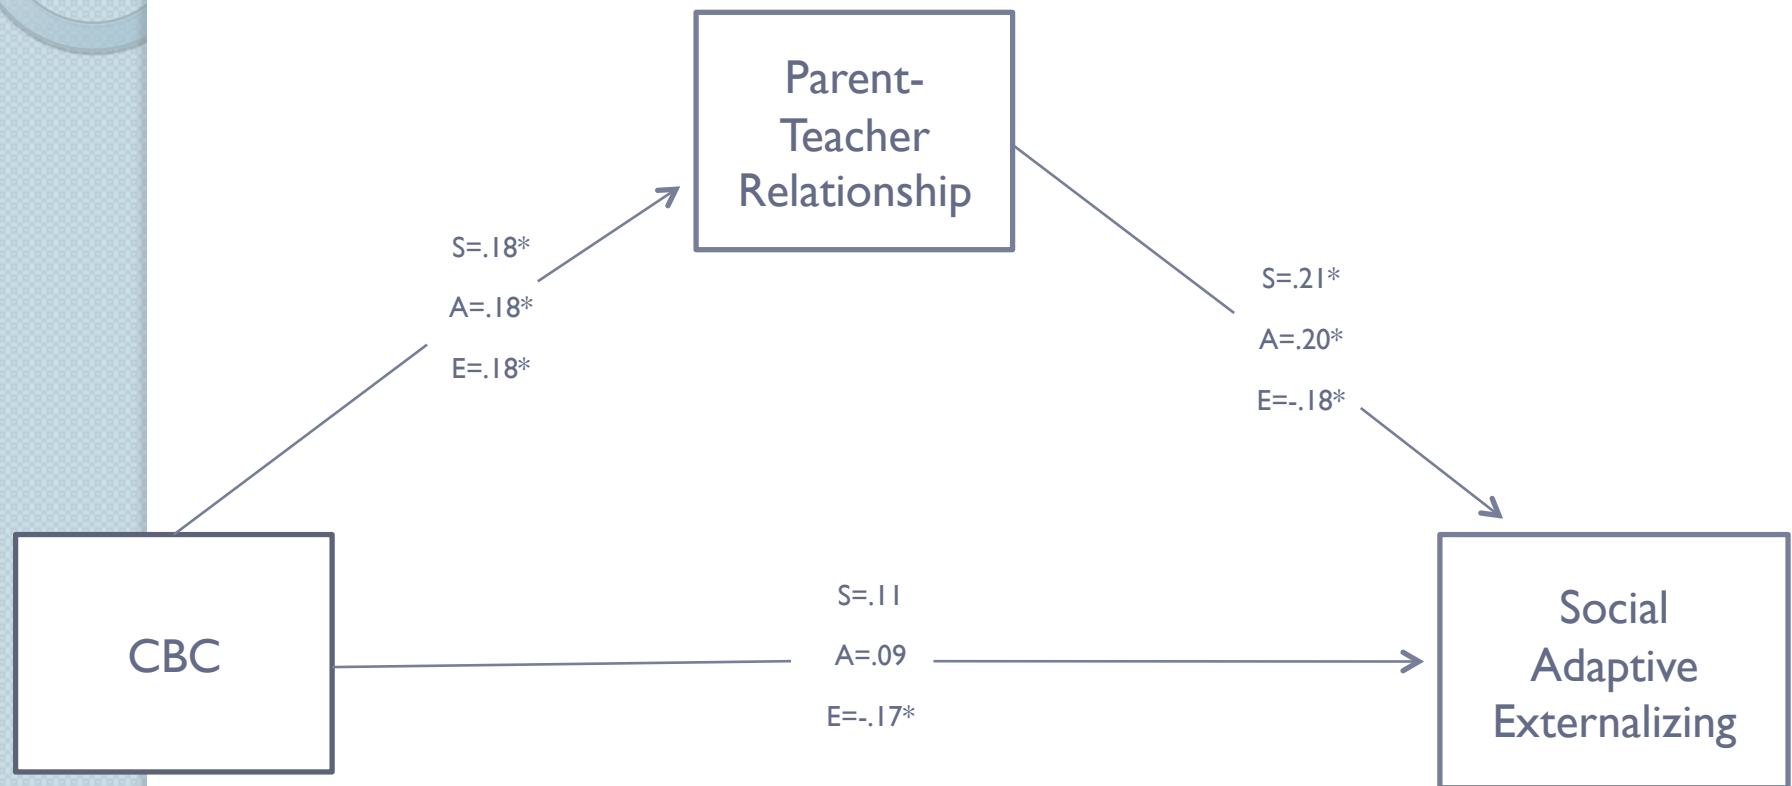 Parent-
Teacher
Relationship
S=.18*
A=.18*
E=.18*
S=.21*
A=.20*
E=-.18*
CBC
S=.11
A=.09
E=-.17*
Social
Adaptive
Externalizing